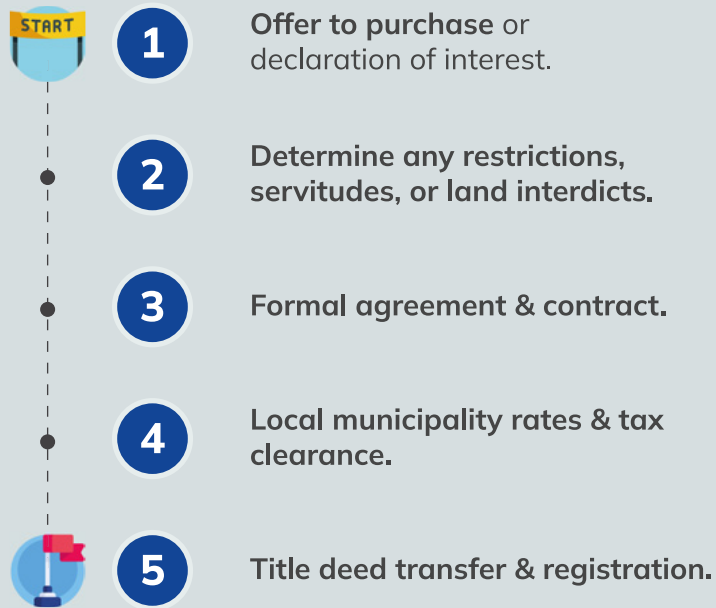 START
1
Offer to purchase or
declaration of interest.
2
Determine any restrictions,
servitudes, or land interdicts.
3
Formal agreement & contract.
4
Local municipality rates & tax
clearance.
5
Title deed transfer & registration.